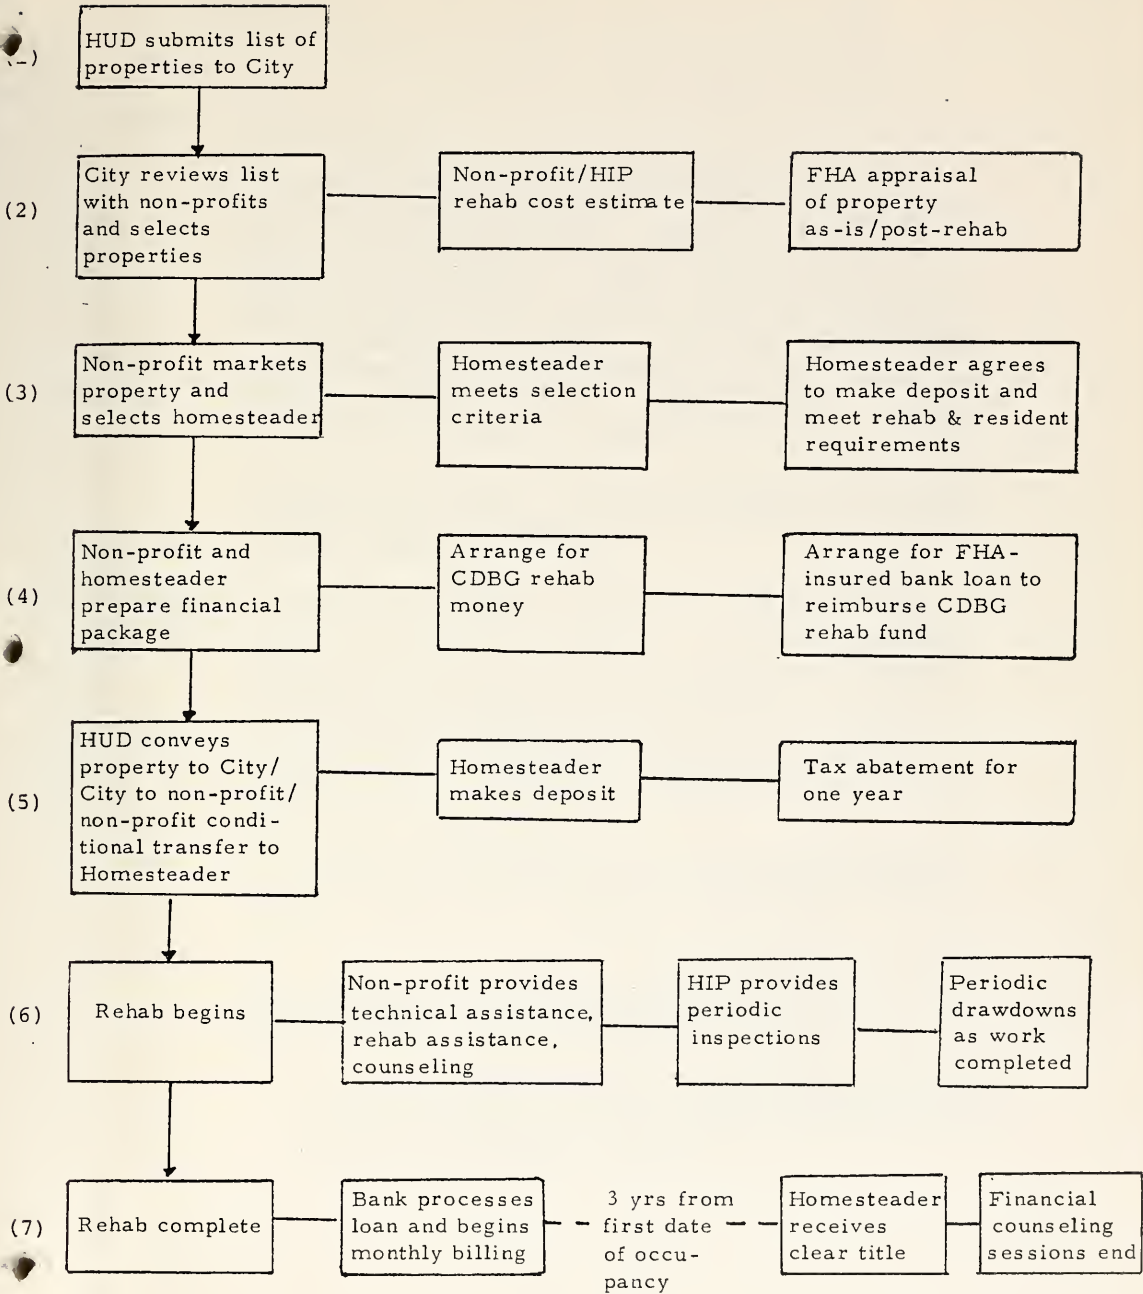 HUD submits list of
properties to City
(2)
City reviews list
with non-profits
and selects
properties
Non-profit/HIP
rehab cost estimate
FHA appraisal
of property
as-is/post-rehab
(3)
Non-profit markets
property and
selects homesteader
Homesteader
meets selection
criteria
Homesteader agrees
to make deposit and
meet rehab & resident
requirements
(4)
Non-profit and
homesteader
prepare financial
package
Arrange for
CDBG rehab
money
Arrange for FHA-
insured bank loan to
reimburse CDBG
rehab fund
(5)
HUD conveys
property to City/
City to non-profit/
non-profit condi-
tional transfer to
Homesteader
Homesteader
makes deposit
Tax abatement for
one year
(6)
Rehab begins
Non-profit provides
technical assistance,
rehab assistance,
counseling
HIP provides
periodic
inspections
Periodic
drawdowns
as work
completed
(7)
Rehab complete
Bank processes
loan and begins
monthly billing
3 yrs from
first date
of occu-
pancy
Homesteader
receives
clear title
Financial
counseling
sessions end